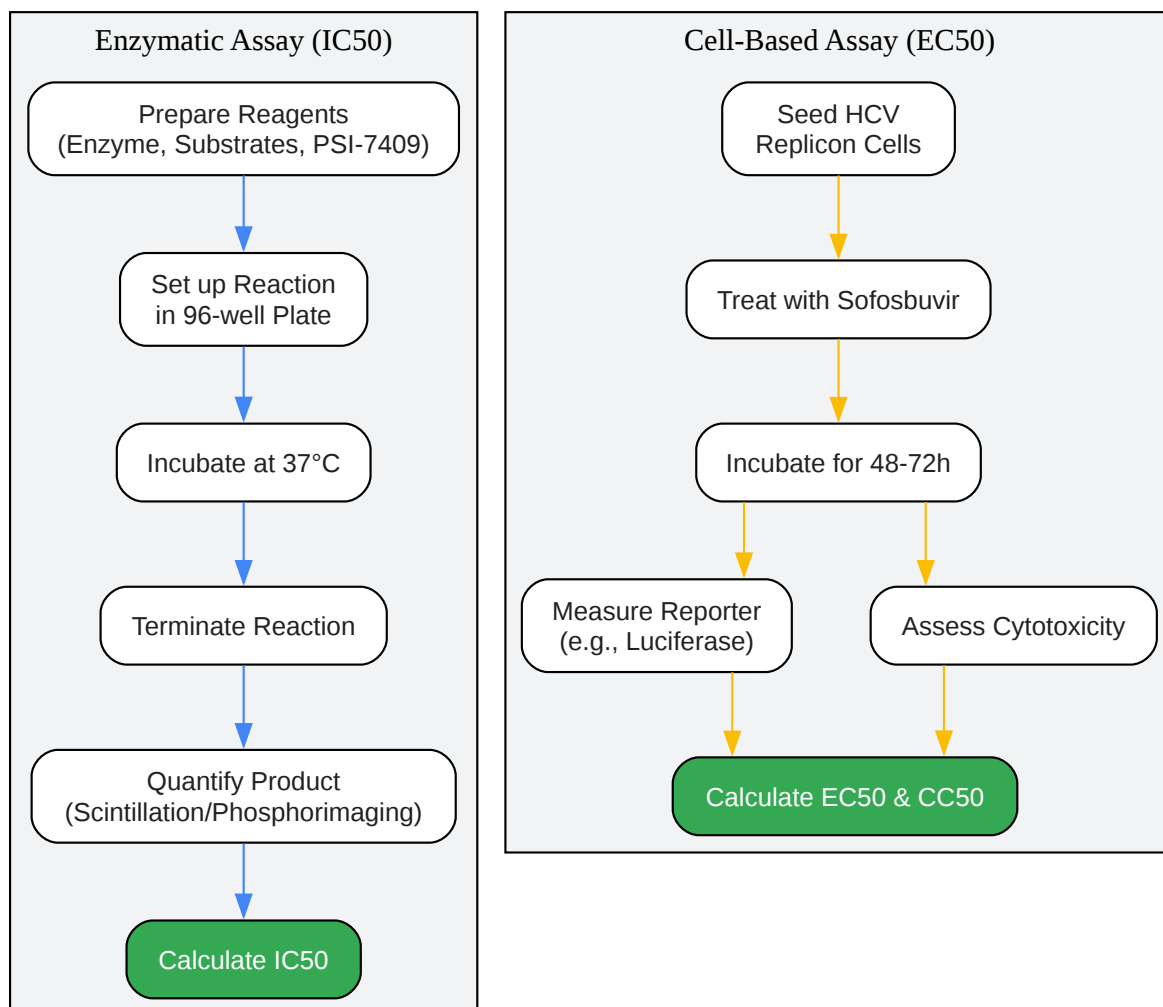 Enzymatic Assay (IC50)
Prepare Reagents
(Enzyme, Substrates, PSI-7409)
Set up Reaction
in 96-well Plate
Incubate at 37°C
Terminate Reaction
Quantify Product
(Scintillation/Phosphorimaging)
Calculate IC50
Cell-Based Assay (EC50)
Seed HCV
Replicon Cells
Treat with Sofosbuvir
Incubate for 48-72h
Measure Reporter
(e.g., Luciferase)
Assess Cytotoxicity
Calculate EC50 & CC50